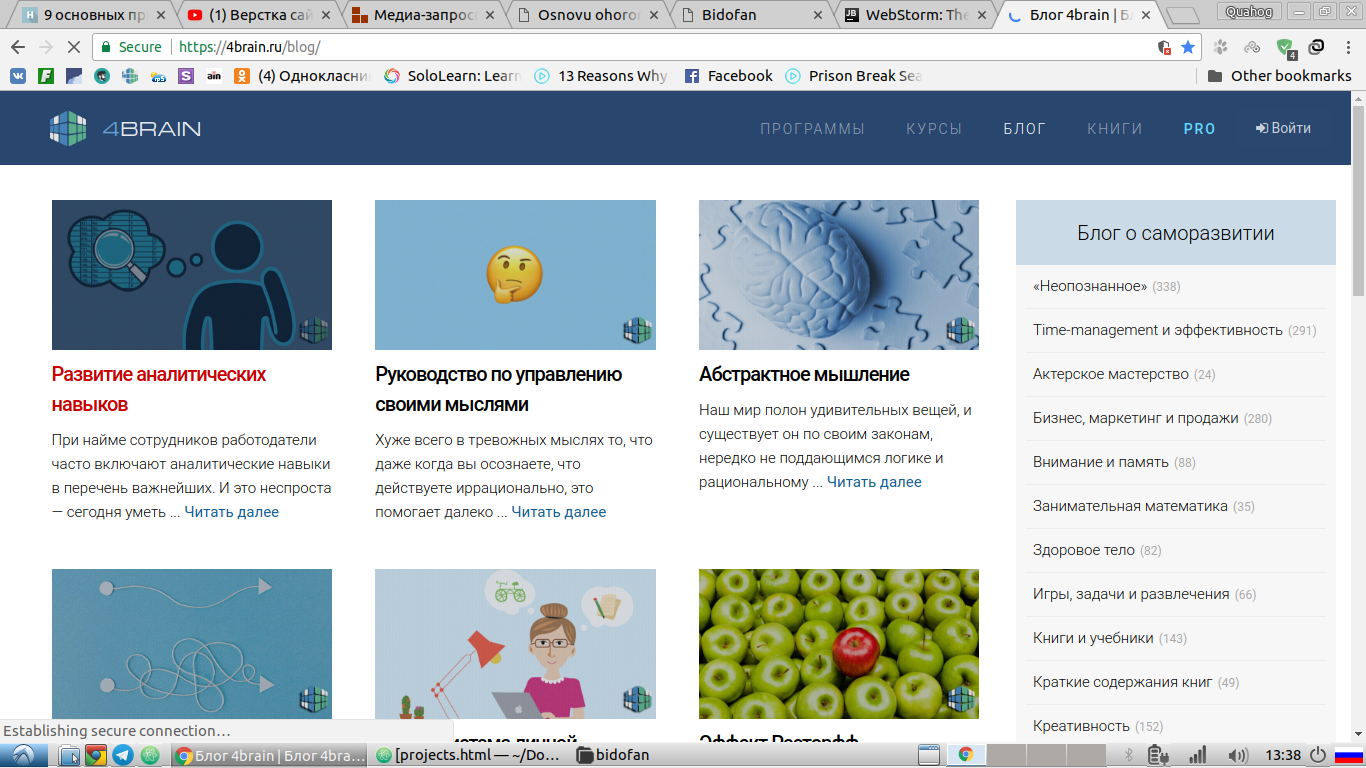 9 основных пр
(1) Верстка сай
Медиа-запрос
Osnovu ohoron
Bidofan
WebStorm: The
Блог 4brain | Бл
Quahog
Secure
https://4brain.ru/blog/
4
(4) Однокласни
SoloLearn: Learn
13 Reasons Why
Facebook
Prison Break Sea
Other bookmarks
4BRAIN
ПРОГРАММЫ
КУРСЫ
БЛОГ
КНИГИ
PRO
Войти
Развитие аналитических
навыков
При найме сотрудников работодатели
часто включают аналитические навыки
в перечень важнейших. И это неспроста
— сегодня уметь ... Читать далее
Руководство по управлению
своими мыслями
Хуже всего в тревожных мыслях то, что
даже когда вы осознаете, что
действуете иррационально, это
помогает далеко ... Читать далее
Абстрактное мышление
Наш мир полон удивительных вещей, и
существует он по своим законам,
нередко не поддающимся логике и
рациональному ... Читать далее
Блог о саморазвитии
«Неопознанное» (338)
Time-management и эффективность (291)
Актерское мастерство (24)
Бизнес, маркетинг и продажи (280)
Внимание и память (88)
Занимательная математика (35)
Здоровое тело (82)
Игры, задачи и развлечения (66)
Книги и учебники (143)
Краткие содержания книг (49)
Креативность (152)
личной
Эффект Ресторфф
Establishing secure connection...
Блог 4brain | Блог 4bra...
[projects.html — ~/Do...
bidofan
13:38